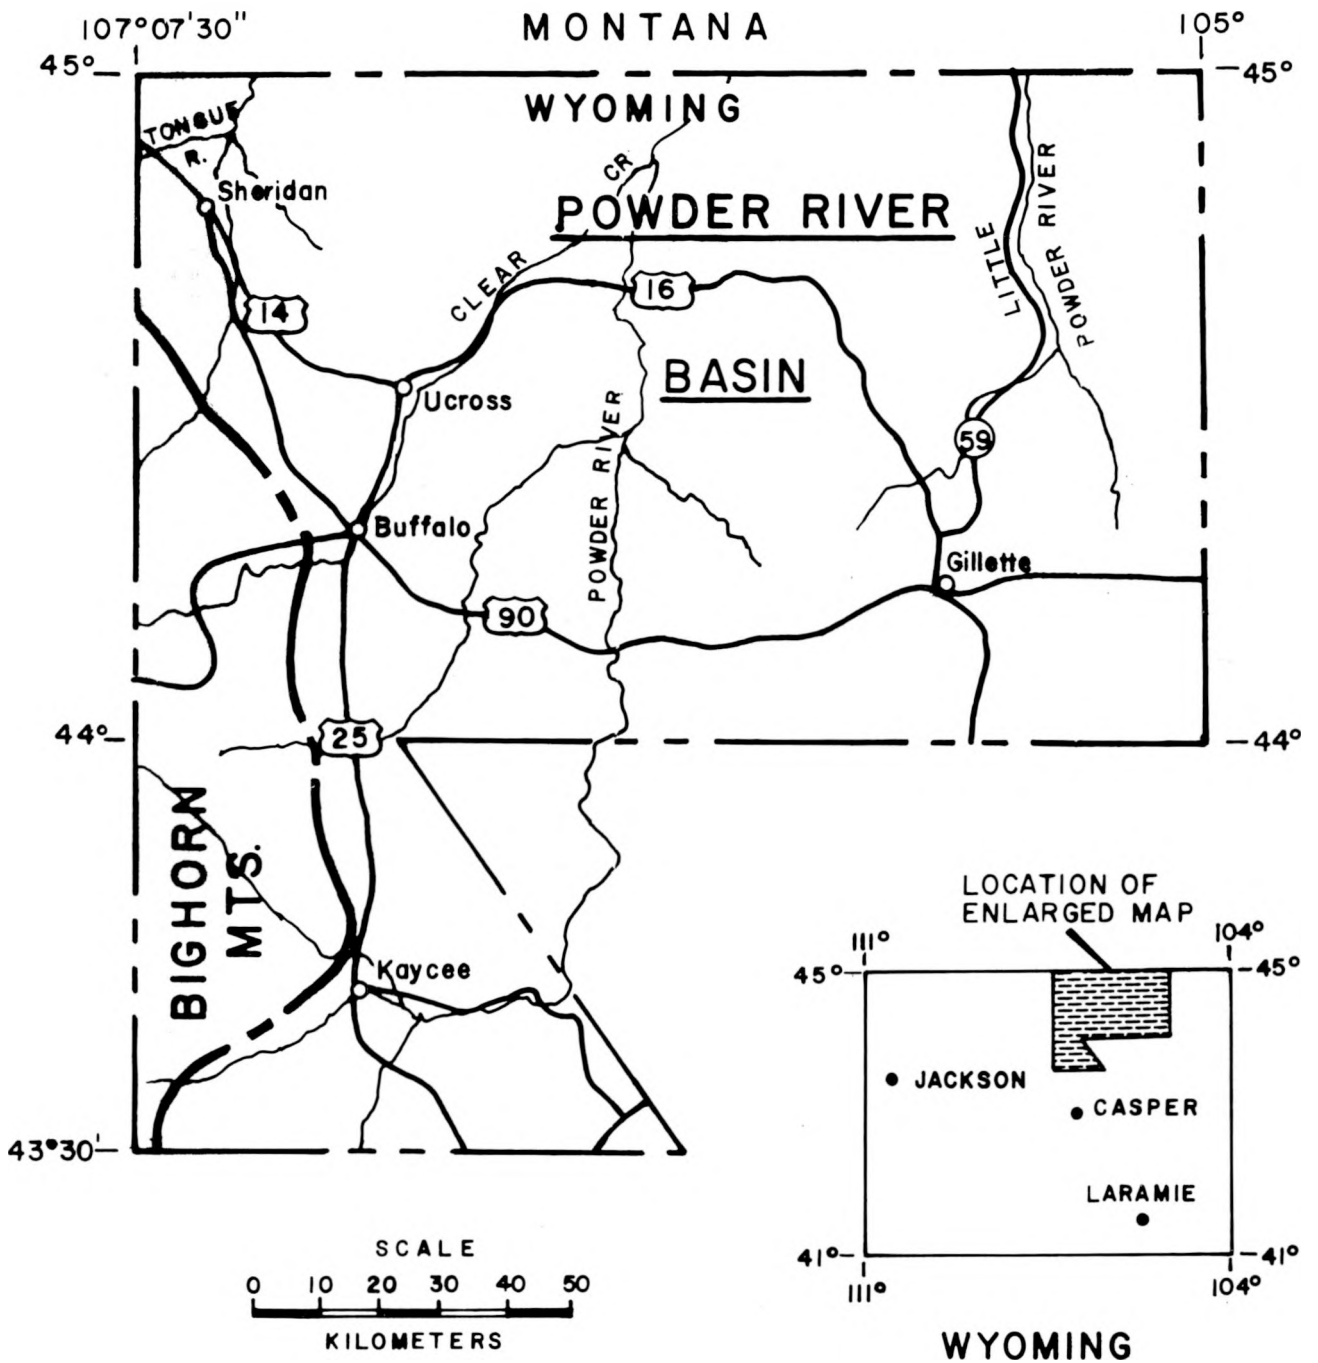 107°07'30"
MONTANA
105°
45°
45°
WYOMING
TONGUE
R.
Sheridan
CR
POWDER RIVER
LITTLE
POWDER RIVER
CLEAR
14
16
BASIN
Ucross
59
POWDER RIVER
Buffalo
Gillette
90
44°
25
44°
BIGHORN
MTS.
Kaycee
43°30'
LOCATION OF
ENLARGED MAP
111°
104°
45°
45°
JACKSON
CASPER
LARAMIE
41°
41°
111°
104°
WYOMING
SCALE
0 10 20 30 40 50
KILOMETERS